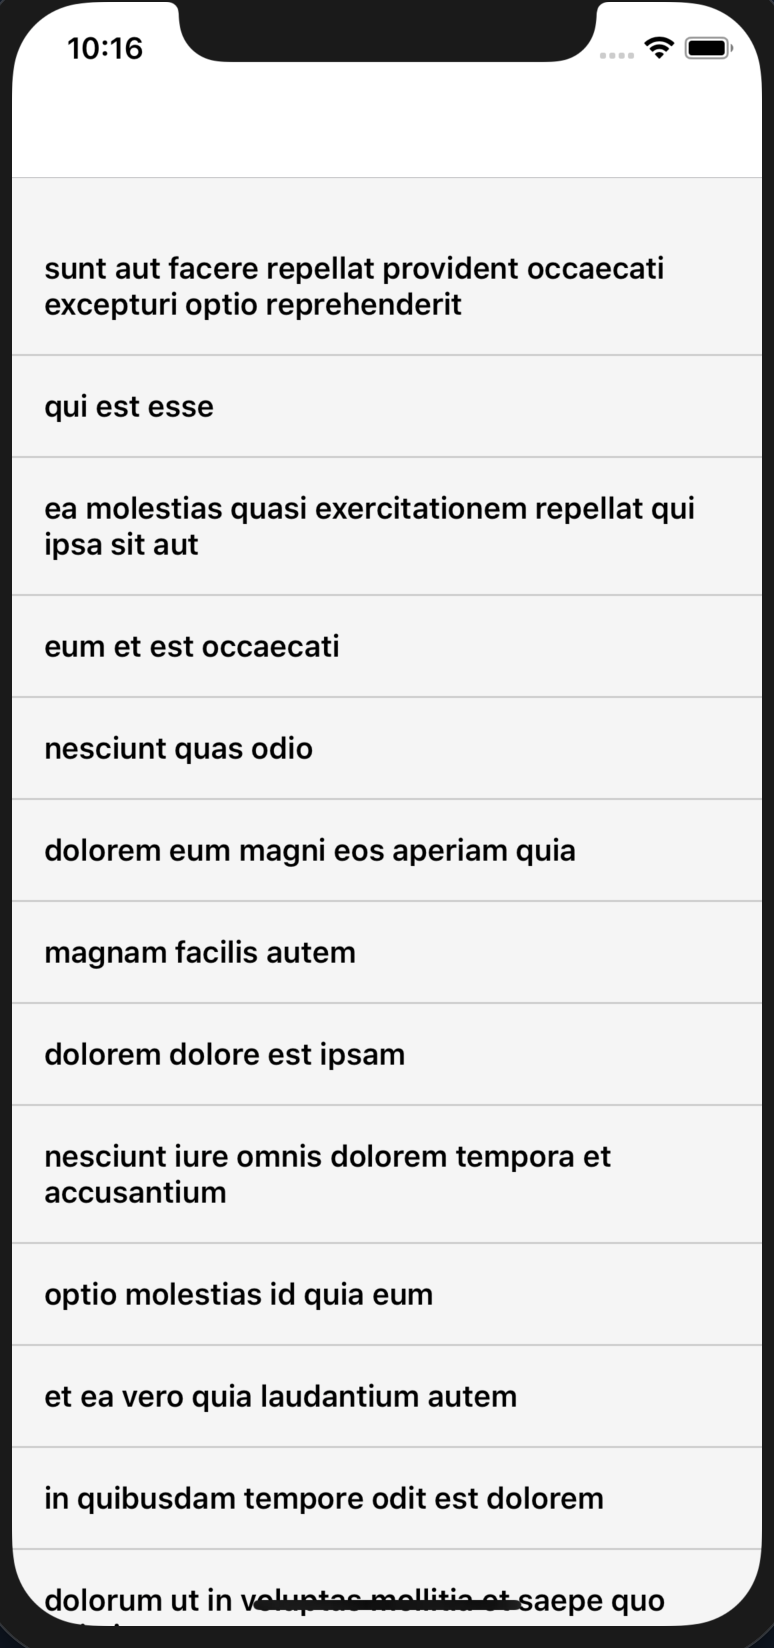 10:16
sunt aut facere repellat provident occaecati
excepturi optio reprehenderit
qui est esse
ea molestias quasi exercitationem repellat qui
ipsa sit aut
eum et est occaecati
nesciunt quas odio
dolorem eum magni eos aperiam quia
magnam facilis autem
dolorem dolore est ipsam
nesciunt iure omnis dolorem tempora et
accusantium
optio molestias id quia eum
et ea vero quia laudantium autem
in quibusdam tempore odit est dolorem
dolorum ut in voluptas mollitia et saepe quo